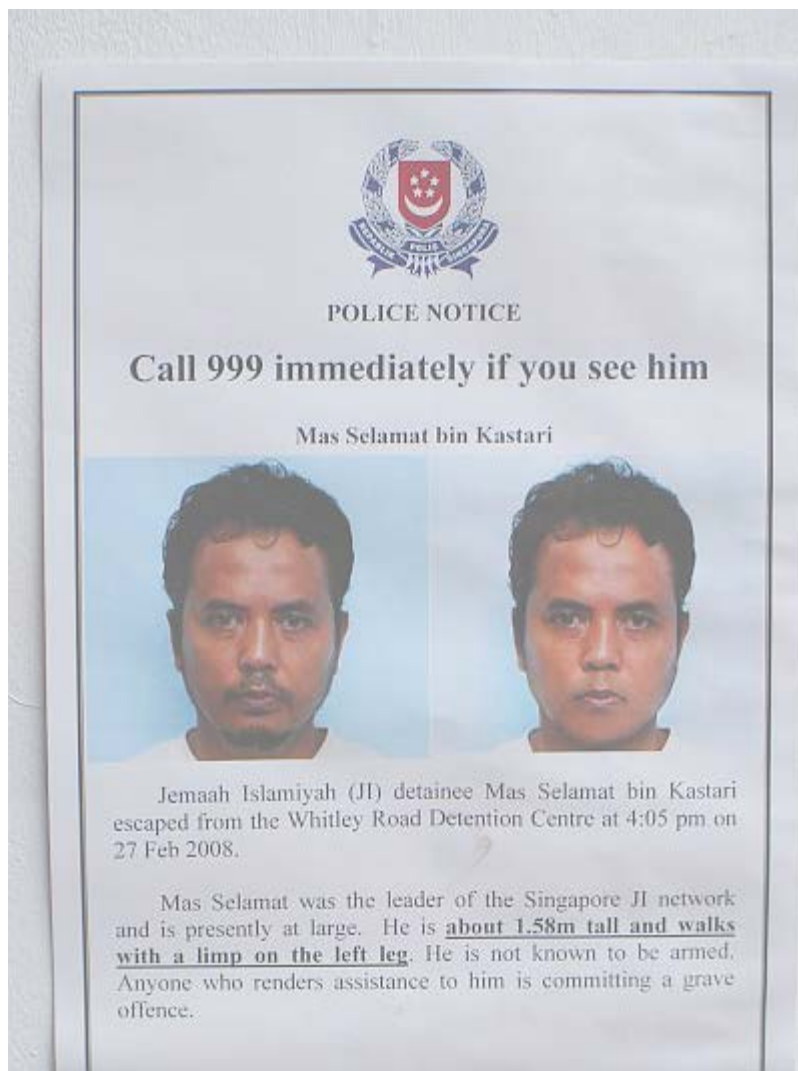 REPUBLIK POLIS SINGAPURA
POLICE NOTICE
Call 999 immediately if you see him
Mas Selamat bin Kastari
Jemaah Islamiyah (JI) detainee Mas Selamat bin Kastari
escaped from the Whitley Road Detention Centre at 4:05 pm on
27 Feb 2008.
Mas Selamat was the leader of the Singapore JI network
and is presently at large. He is about 1.58m tall and walks
with a limp on the left leg. He is not known to be armed.
Anyone who renders assistance to him is committing a grave
offence.